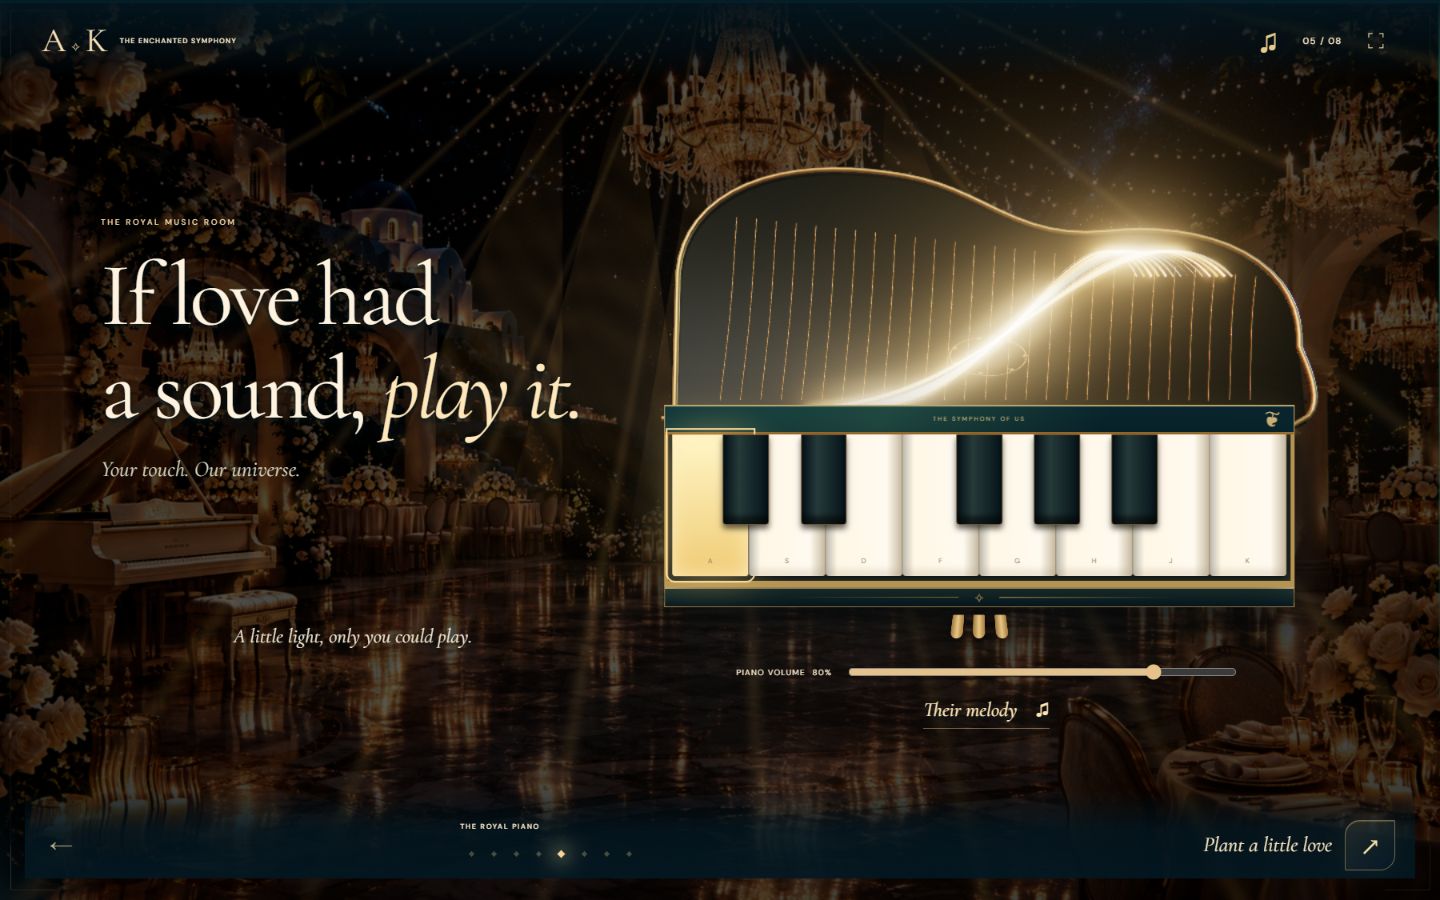 A ✧ K THE ENCHANTED SYMPHONY
05 / 08
THE ROYAL MUSIC ROOM
If love had
a sound, play it.
Your touch. Our universe.
A little light, only you could play.
THE SYMPHONY OF US
A S D F G H J K
PIANO VOLUME 80%
Their melody
THE ROYAL PIANO
Plant a little love